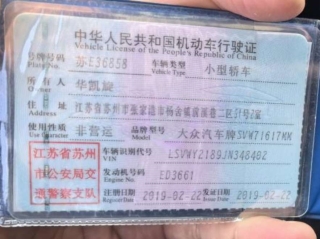 中华人民共和国机动车行驶证
Vehicle License of the People's Republic of China
号牌号码 苏E36858 车辆类型 小型轿车
Plate No. Vehicle Type
所有人 华凯旋
Owner
住址 江苏省苏州市张家港市杨舍镇
Address
使用性质 非营运 品牌型号 大众汽车牌SVW71617MM
Use Character Model
江苏省苏州 车辆识别代号 LSVWY2189JN348482
VIN
市公安局交 发动机号码 ED3661
Engine No.
通警察支队 注册日期 2019-02-22 发证日期 2019-02-22
Register Date Issue Date